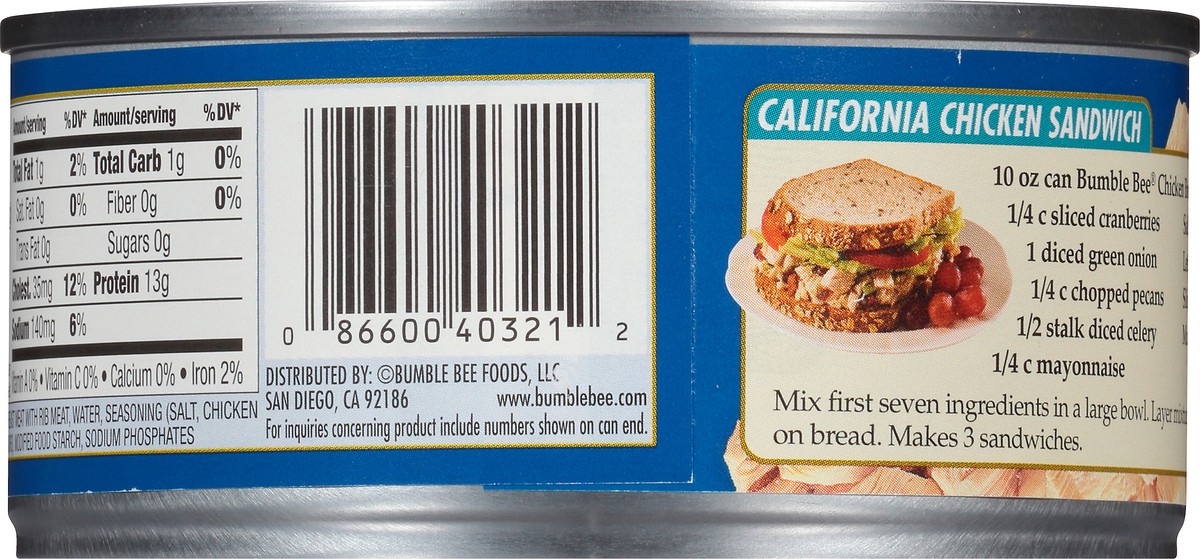 Amount/serving %DV* Amount/serving %DV*
Total Fat 1g 2% Total Carb 1g 0%
Sat. Fat 0g 0% Fiber 0g 0%
Trans Fat 0g Sugars 0g
Cholest. 35mg 12% Protein 13g
Sodium 140mg 6%
Vitamin A 0% • Vitamin C 0% • Calcium 0% • Iron 2%
MEAT WITH RIB MEAT, WATER, SEASONING (SALT, CHICKEN
MODIFIED FOOD STARCH, SODIUM PHOSPHATES
0 86600 40321 2
DISTRIBUTED BY: ©BUMBLE BEE FOODS, LLC
SAN DIEGO, CA 92186 www.bumblebee.com
For inquiries concerning product include numbers shown on can end.
CALIFORNIA CHICKEN SANDWICH
10 oz can Bumble Bee® Chicken
1/4 c sliced cranberries
1 diced green onion
1/4 c chopped pecans
1/2 stalk diced celery
1/4 c mayonnaise
Mix first seven ingredients in a large bowl. Layer
on bread. Makes 3 sandwiches.